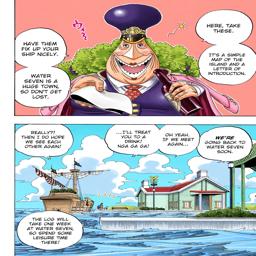 HERE, TAKE
THESE.
HAVE THEM
FIX UP YOUR
SHIP NICELY.
IT'S A SIMPLE
MAP OF THE
ISLAND AND A
LETTER OF
INTRODUCTION.
WATER
SEVEN IS A
HUGE TOWN,
SO DON'T GET
LOST.
WE'RE
GOING BACK
TO WATER
SEVEN
SOON.
OH YEAH.
IF WE MEET
AGAIN...
...I'LL TREAT
YOU TO A
DRINK!
NGA GA GA!
REALLY?!
THEN I DO HOPE
WE SEE EACH
OTHER AGAIN!
THE LOG WILL
TAKE ONE WEEK
AT WATER SEVEN,
SO SPEND SOME
LEISURE TIME
THERE!